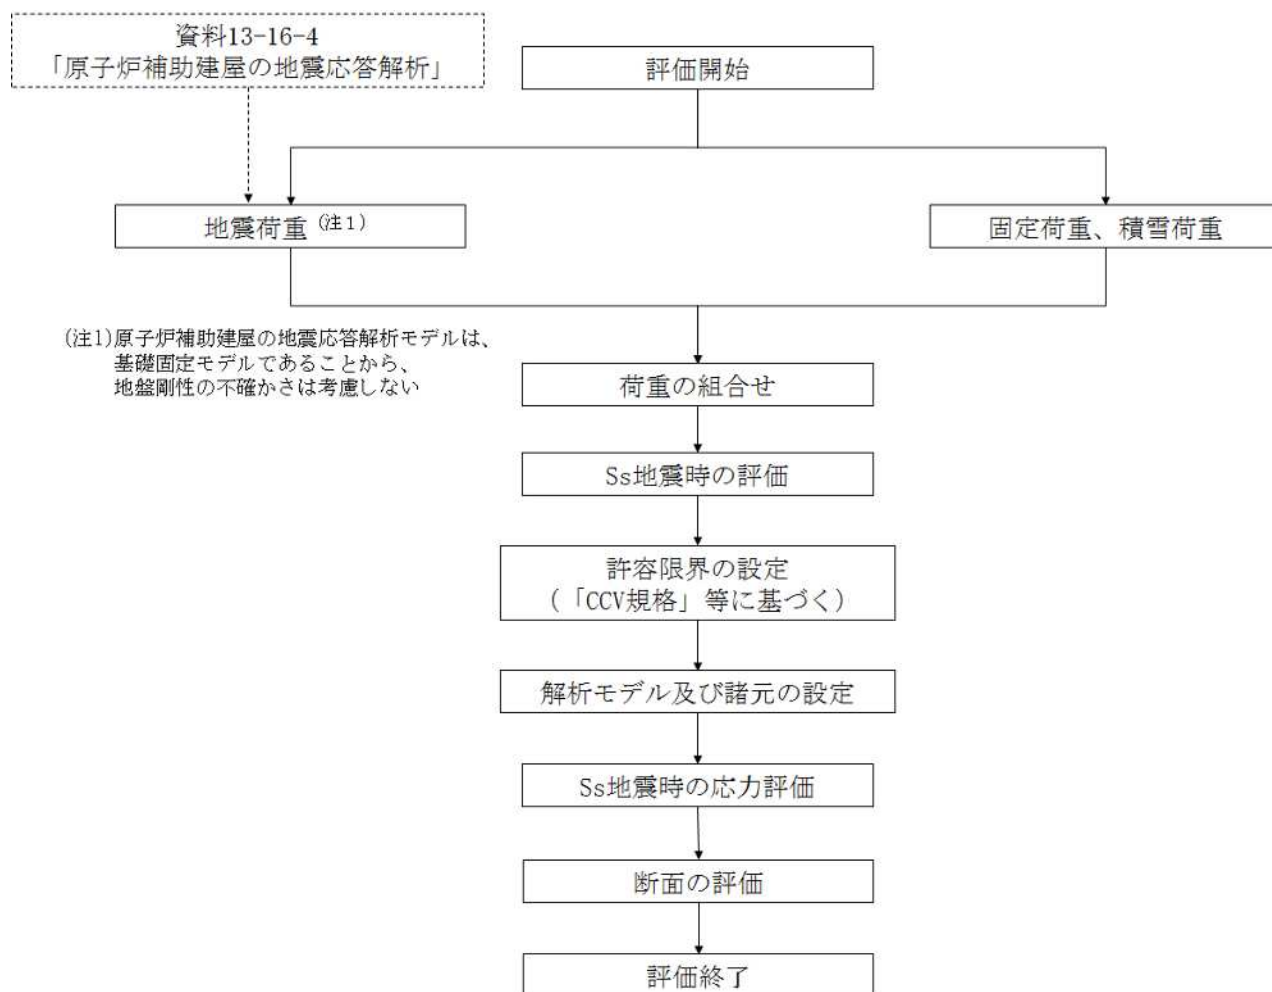 資料13-16-4
「原子炉補助建屋の地震応答解析」
評価開始
地震荷重(注1)
固定荷重、積雪荷重
(注1)原子炉補助建屋の地震応答解析モデルは、
基礎固定モデルであることから、
地盤剛性の不確かさは考慮しない
荷重の組合せ
Ss地震時の評価
許容限界の設定
(「CCV規格」等に基づく)
解析モデル及び諸元の設定
Ss地震時の応力評価
断面の評価
評価終了